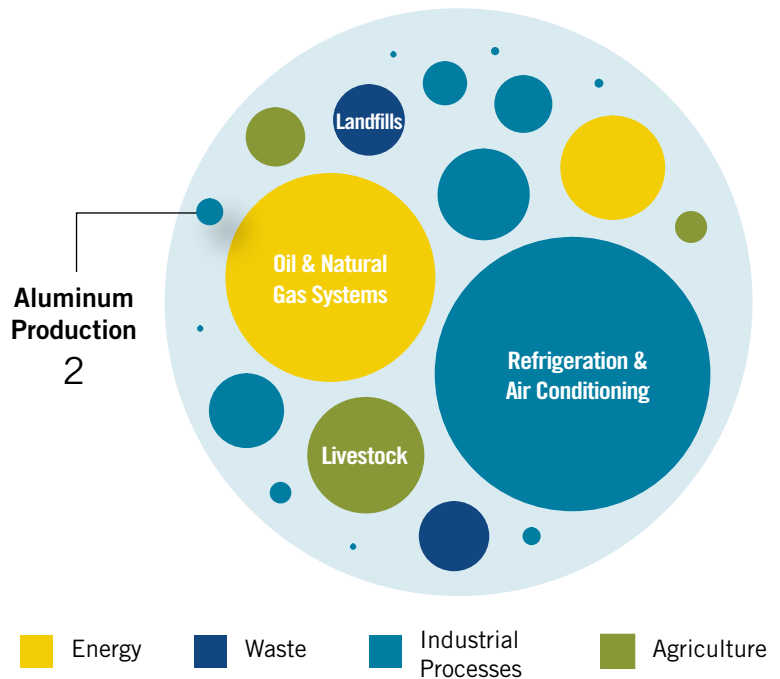 Landfills
Oil & Natural
Gas Systems
Aluminum
Production
2
Refrigeration &
Air Conditioning
Livestock
Energy
Waste
Industrial
Processes
Agriculture